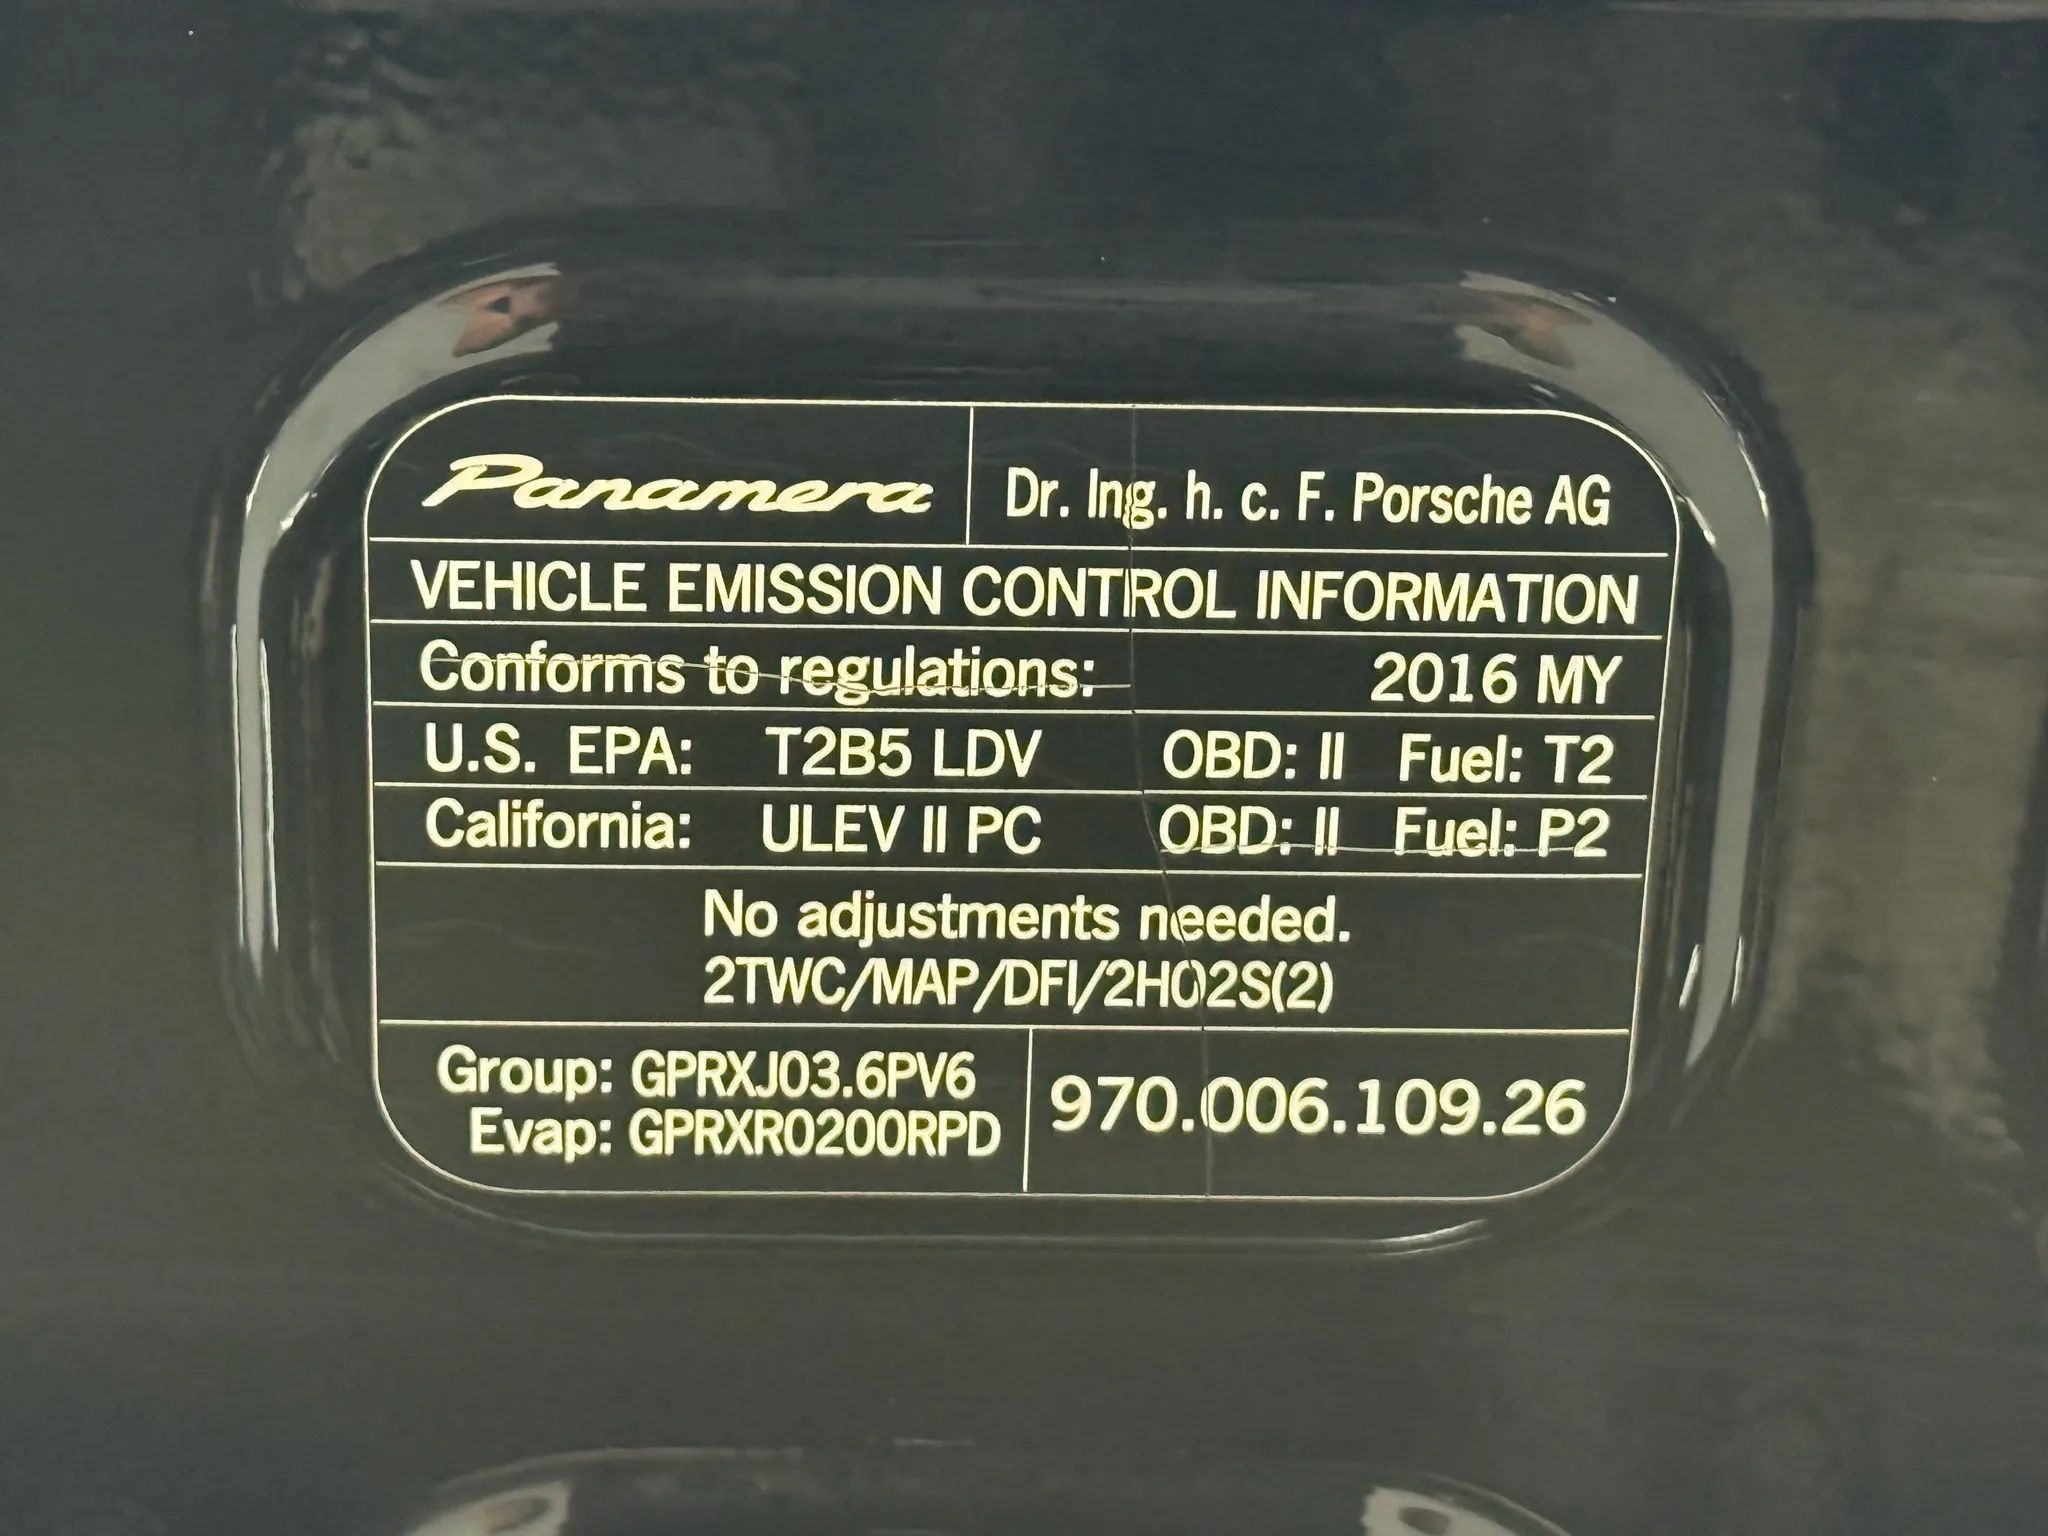 Panamera Dr. Ing. h. c. F. Porsche AG
VEHICLE EMISSION CONTROL INFORMATION
Conforms to regulations: 2016 MY
U.S. EPA: T2B5 LDV OBD: II Fuel: T2
California: ULEV II PC OBD: II Fuel: P2
No adjustments needed.
2TWC/MAP/DFI/2HO2S(2)
Group: GPRXJ03.6PV6
Evap: GPRXR0200RPD
970.006.109.26